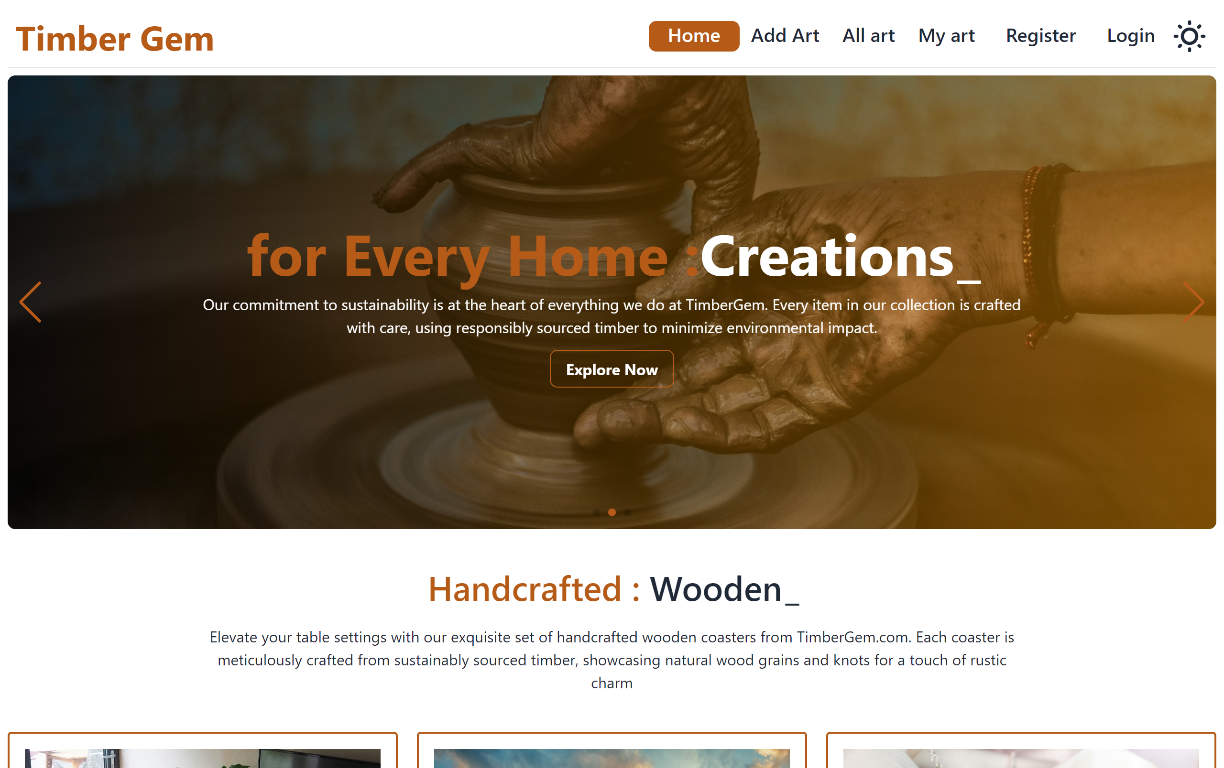 Timber Gem
Home Add Art All art My art Register Login
for Every Home :Creations_
Our commitment to sustainability is at the heart of everything we do at TimberGem. Every item in our collection is crafted
with care, using responsibly sourced timber to minimize environmental impact.
Explore Now
Handcrafted : Wooden_
Elevate your table settings with our exquisite set of handcrafted wooden coasters from TimberGem.com. Each coaster is
meticulously crafted from sustainably sourced timber, showcasing natural wood grains and knots for a touch of rustic
charm